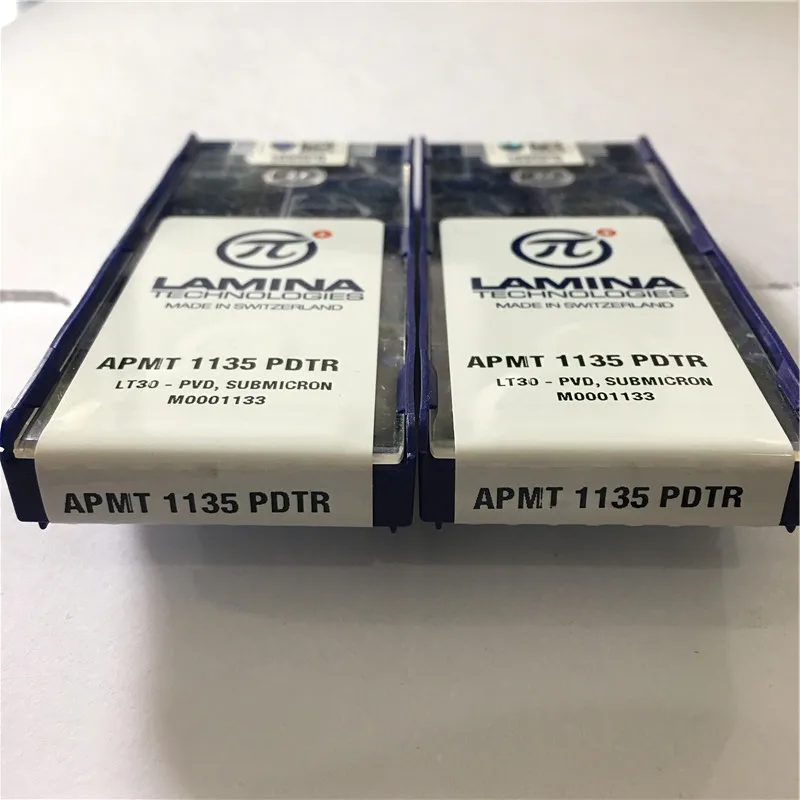 π
LAMINA
TECHNOLOGIES
MADE IN SWITZERLAND
APMT 1135 PDTR
LT30 - PVD, SUBMICRON
M0001133
APMT 1135 PDTR
π
LAMINA
TECHNOLOGIES
MADE IN SWITZERLAND
APMT 1135 PDTR
LT30 - PVD, SUBMICRON
M0001133
APMT 1135 PDTR